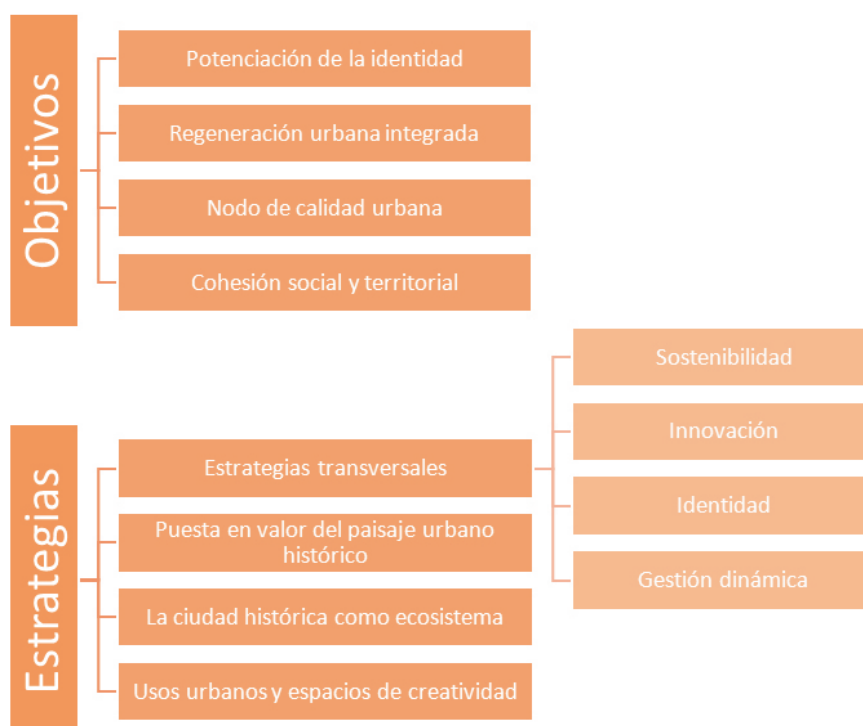 Objetivos
Potenciación de la identidad
Regeneración urbana integrada
Nodo de calidad urbana
Cohesión social y territorial
Estrategias
Estrategias transversales
Puesta en valor del paisaje urbano
histórico
La ciudad histórica como ecosistema
Usos urbanos y espacios de creatividad
Sostenibilidad
Innovación
Identidad
Gestión dinámica